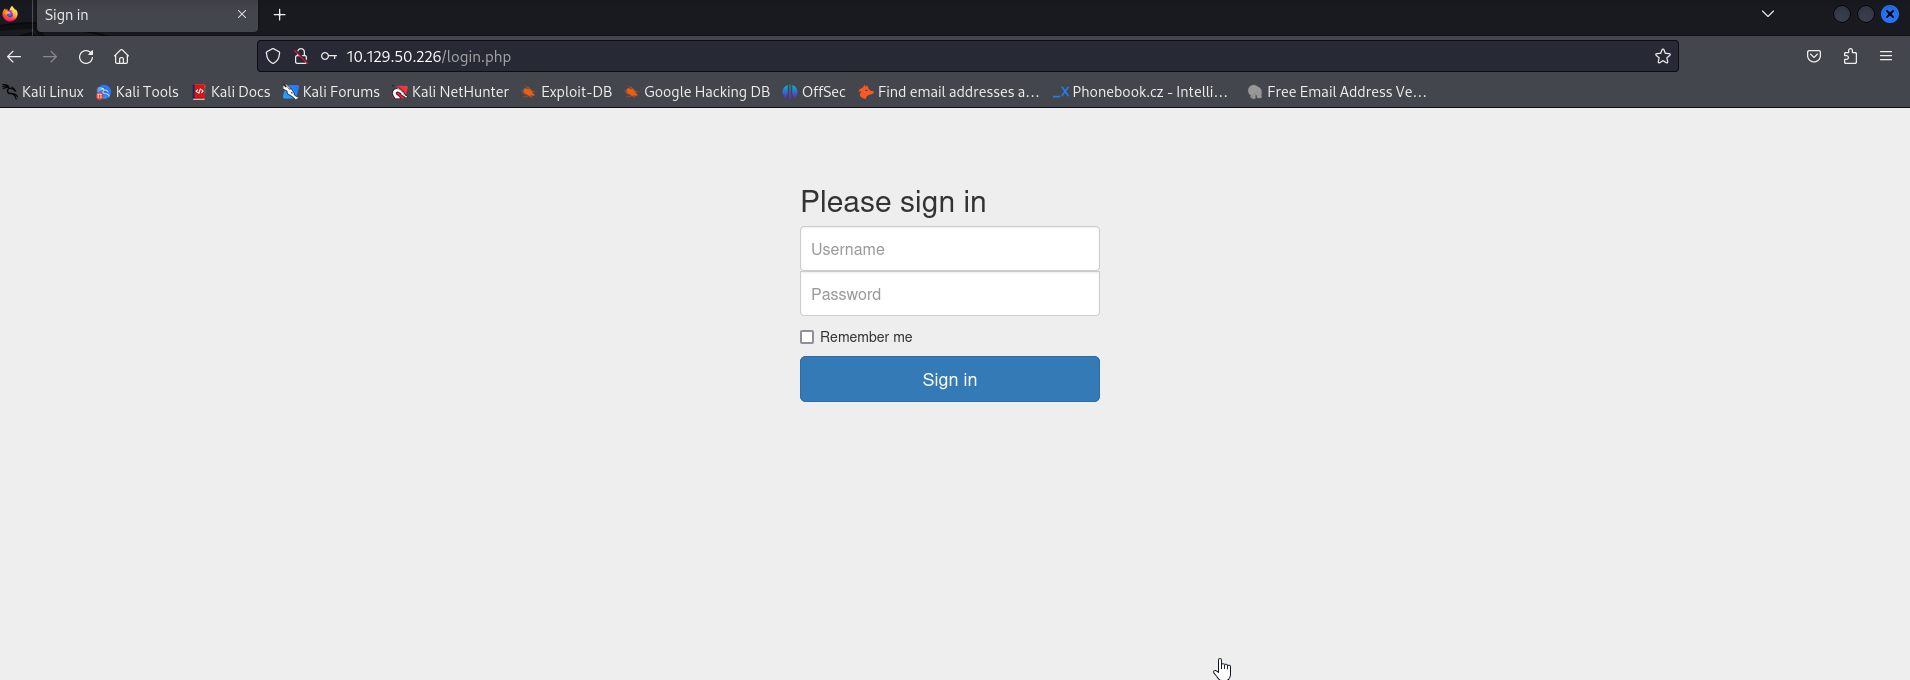 Sign in
10.129.50.226/login.php
Kali Linux Kali Tools Kali Docs Kali Forums Kali NetHunter Exploit-DB Google Hacking DB OffSec Find email addresses a... Phonebook.cz - Intelli... Free Email Address Ve...
Please sign in
Username
Password
Remember me
Sign in